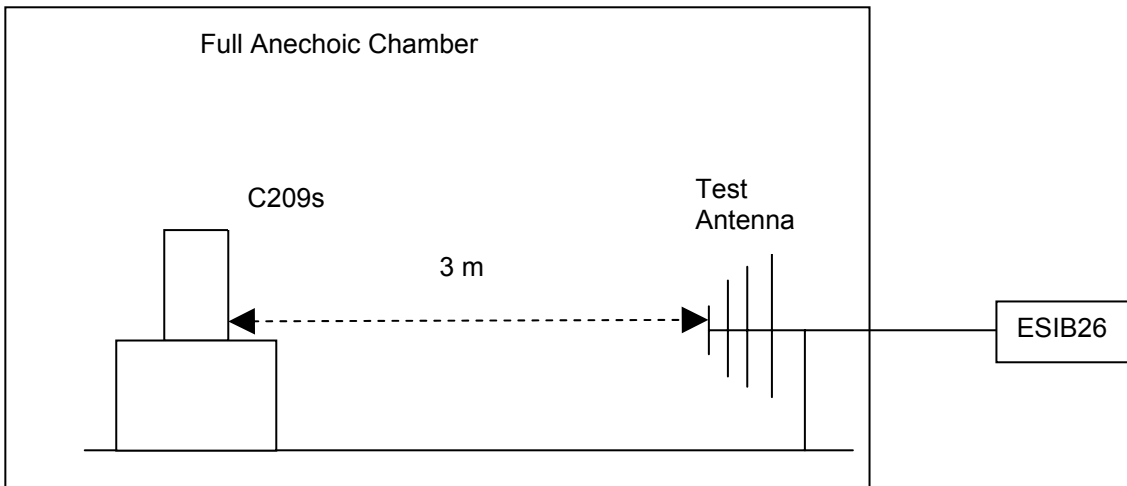 Full Anechoic Chamber
C209s
Test
Antenna
3 m
ESIB26